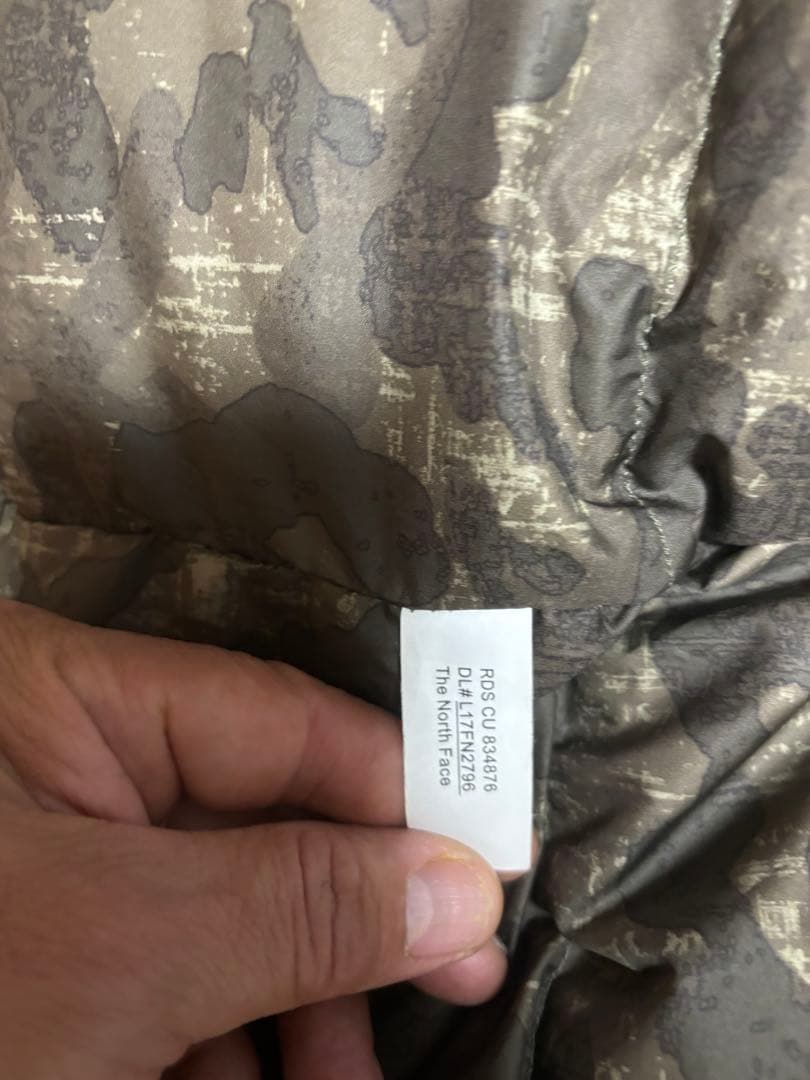 RDS CU 834876
DL# L17FN2796
The North Face